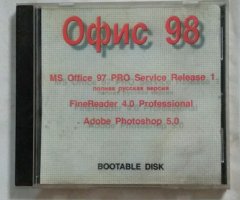 Офис 98
MS Office 97 PRO Service Release 1
полная русская версия
FineReader 4.0 Professional
Adobe Photoshop 5.0
BOOTABLE DISK